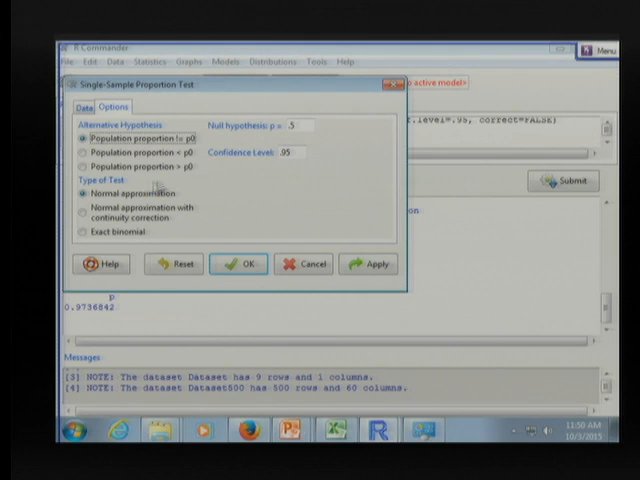 R Commander
Menu
File Edit Data Statistics Graphs Models Distributions Tools Help
Single-Sample Proportion Test
o active model>
Data Options
Alternative Hypothesis
Null hypothesis: p = .5
.level=.95, correct=FALSE)
Population proportion != p0
Population proportion < p0
Confidence Level: .95
Population proportion > p0
Type of Test
Submit
Normal approximation
Normal approximation with
continuity correction
on
Exact binomial
Help Reset OK Cancel Apply
p
0.9736842
Messages
[3] NOTE: The dataset Dataset has 9 rows and 1 columns.
[4] NOTE: The dataset Dataset500 has 500 rows and 60 columns.
11:50 AM
10/3/2015